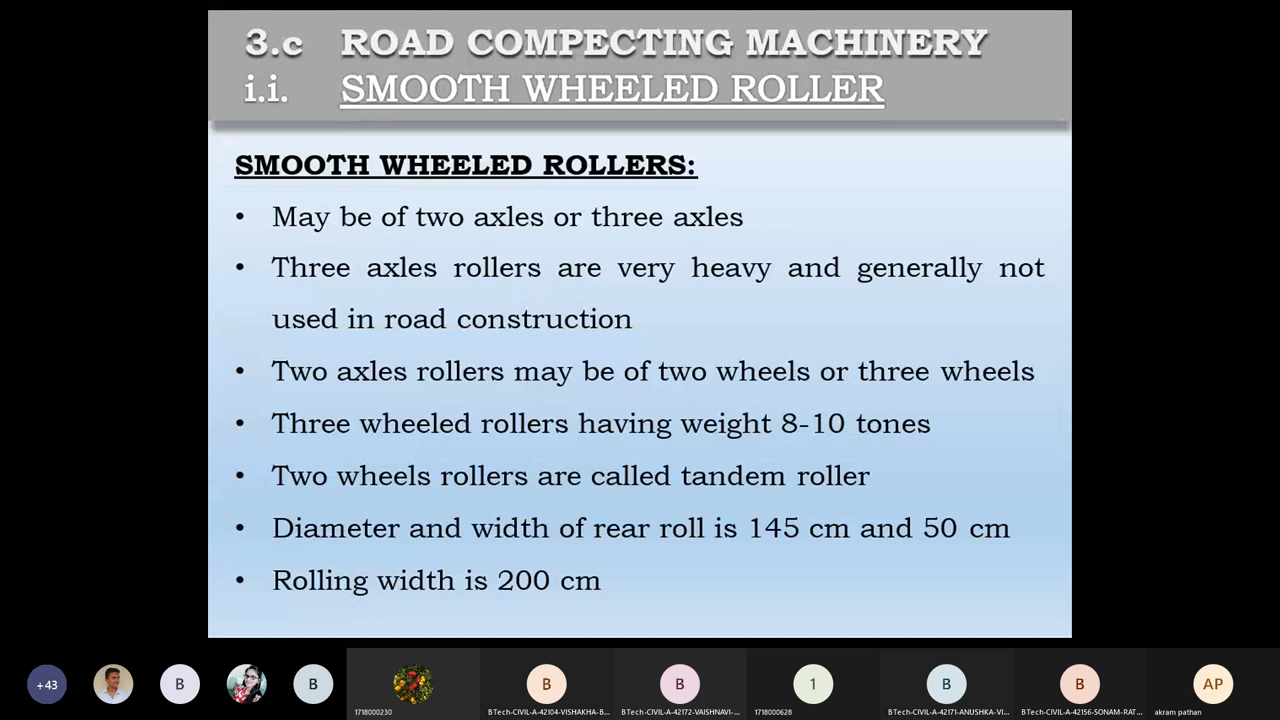 3.c ROAD COMPECTING MACHINERY
i.i. SMOOTH WHEELED ROLLER
SMOOTH WHEELED ROLLERS:
• May be of two axles or three axles
• Three axles rollers are very heavy and generally not
used in road construction
• Two axles rollers may be of two wheels or three wheels
• Three wheeled rollers having weight 8-10 tones
• Two wheels rollers are called tandem roller
• Diameter and width of rear roll is 145 cm and 50 cm
• Rolling width is 200 cm
+43 B B B B 1 B B AP
1718000230 BTech-CIVIL-A-42104-VISHAKHA-B... BTech-CIVIL-A-42172-VAISHNAVI-... 1718000628 BTech-CIVIL-A-42171-ANUSHKA-VI... BTech-CIVIL-A-42156-SONAM-RAT... akram pathan